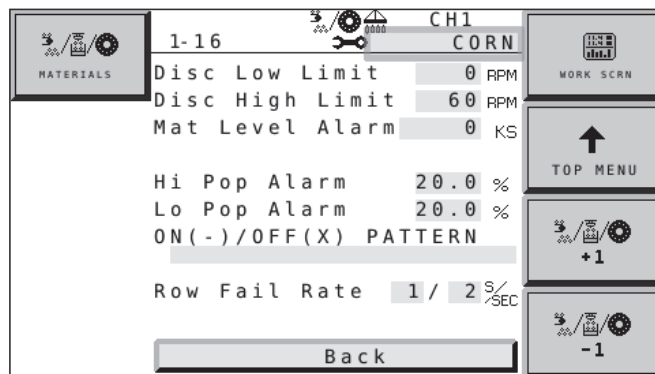 CH1
1-16 CORN
MATERIALS
WORK SCRN
Disc Low Limit 0 RPM
Disc High Limit 60 RPM
Mat Level Alarm 0 KS
TOP MENU
Hi Pop Alarm 20.0 %
Lo Pop Alarm 20.0 %
ON(-)/OFF(X) PATTERN
+1
Row Fail Rate 1/ 2 S/SEC
-1
Back